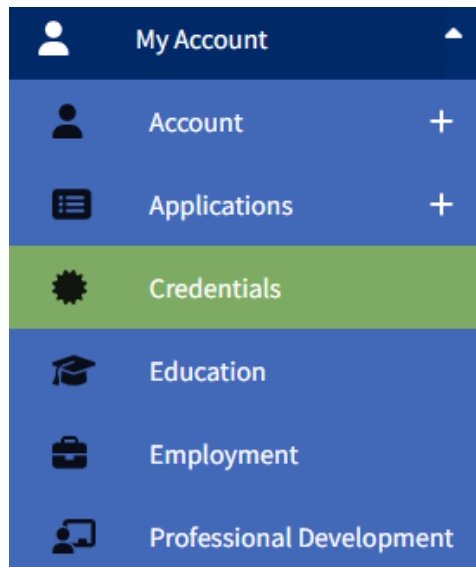 My Account
Account
Applications
Credentials
Education
Employment
Professional Development